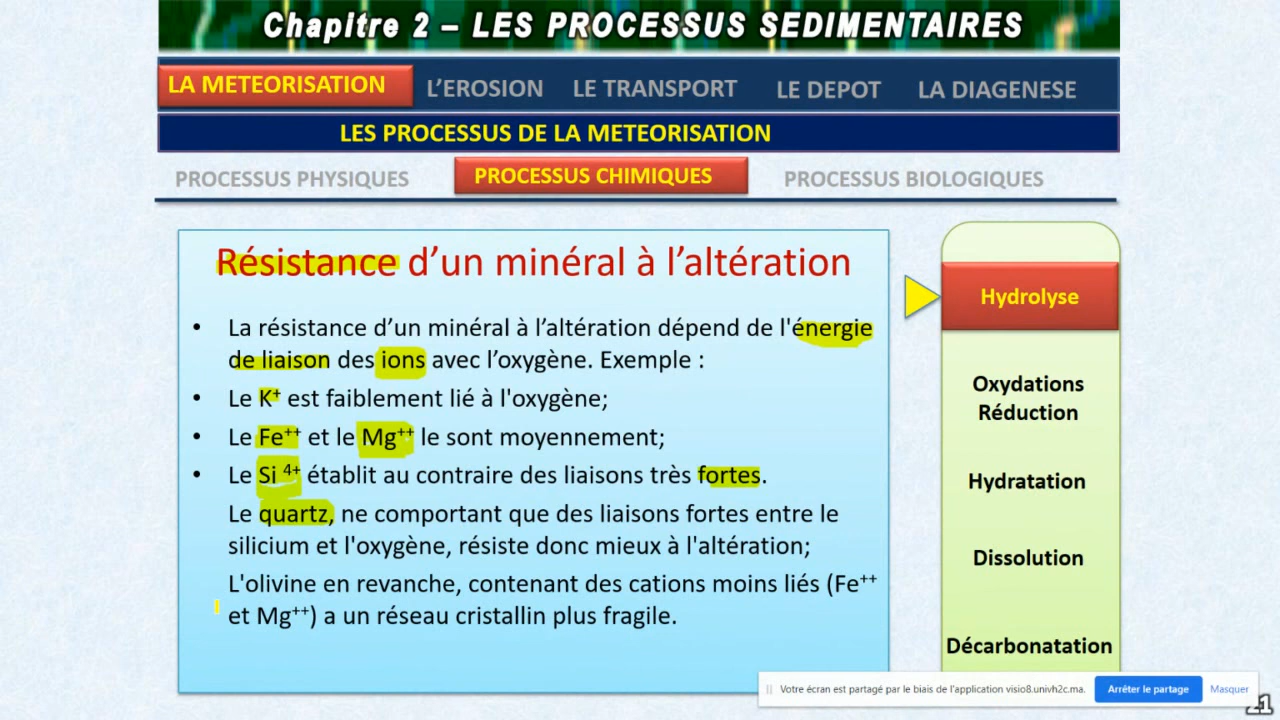 Chapitre 2 – LES PROCESSUS SEDIMENTAIRES
LA METEORISATION L’EROSION LE TRANSPORT LE DEPOT LA DIAGENESE
LES PROCESSUS DE LA METEORISATION
PROCESSUS PHYSIQUES PROCESSUS CHIMIQUES PROCESSUS BIOLOGIQUES
Résistance d’un minéral à l’altération
• La résistance d’un minéral à l’altération dépend de l'énergie
de liaison des ions avec l’oxygène. Exemple :
• Le K⁺ est faiblement lié à l'oxygène;
• Le Fe⁺⁺ et le Mg⁺⁺ le sont moyennement;
• Le Si ⁴⁺ établit au contraire des liaisons très fortes.
Le quartz, ne comportant que des liaisons fortes entre le
silicium et l'oxygène, résiste donc mieux à l'altération;
L'olivine en revanche, contenant des cations moins liés (Fe⁺⁺
et Mg⁺⁺) a un réseau cristallin plus fragile.
Hydrolyse
Oxydations
Réduction
Hydratation
Dissolution
Décarbonatation
Votre écran est partagé par le biais de l'application visio8.univh2c.ma. Arrêter le partage Masquer
21